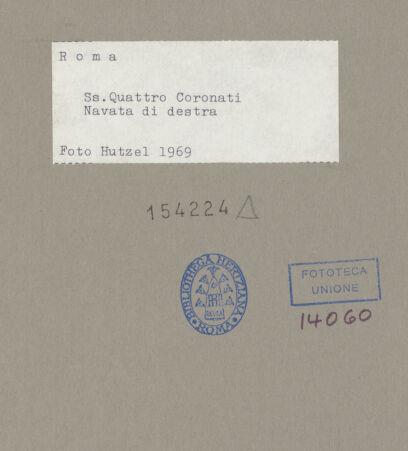 Roma
Ss.Quattro Coronati
Navata di destra
Foto Hutzel 1969
154224
BIBLIOTHECA HERTZIANA
ROMA
FOTOTECA
UNIONE
14060